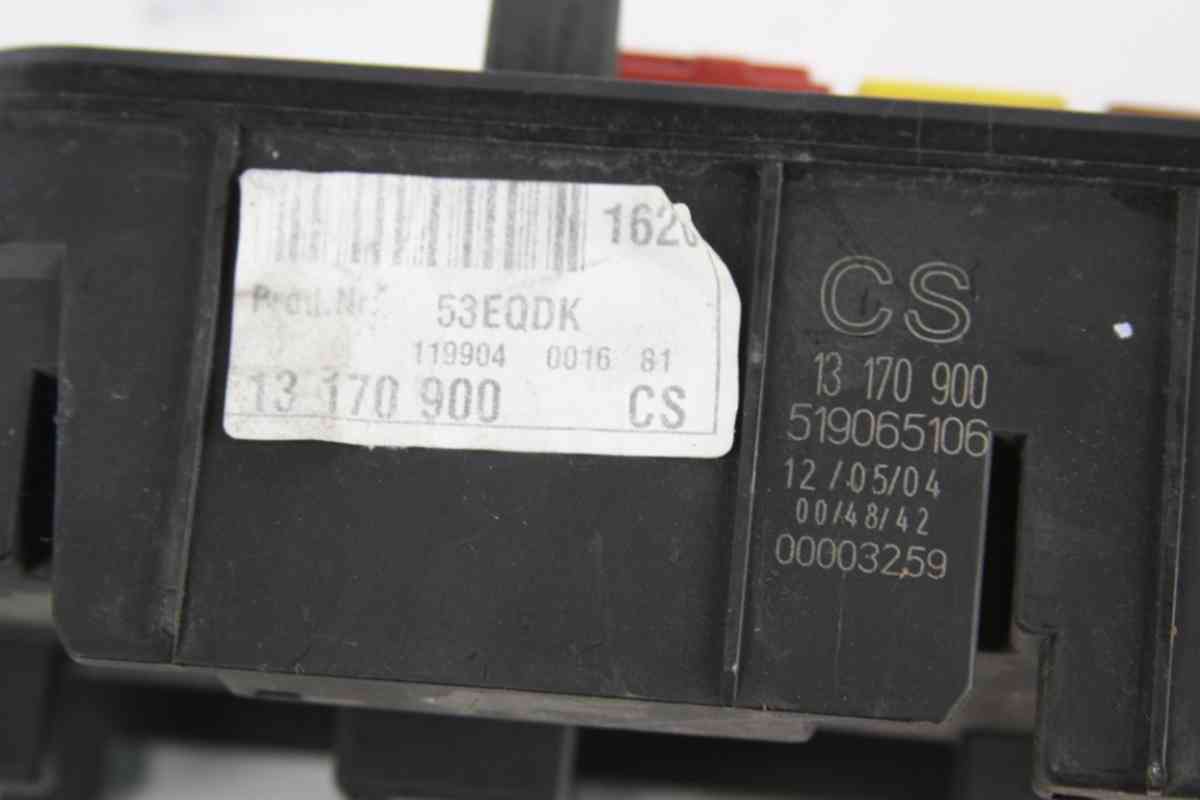 162
Prod.Nr.
53EQDK
119904 0016 81
13 170 900 CS
CS
13 170 900
519065106
12/05/04
00/48/42
00003259